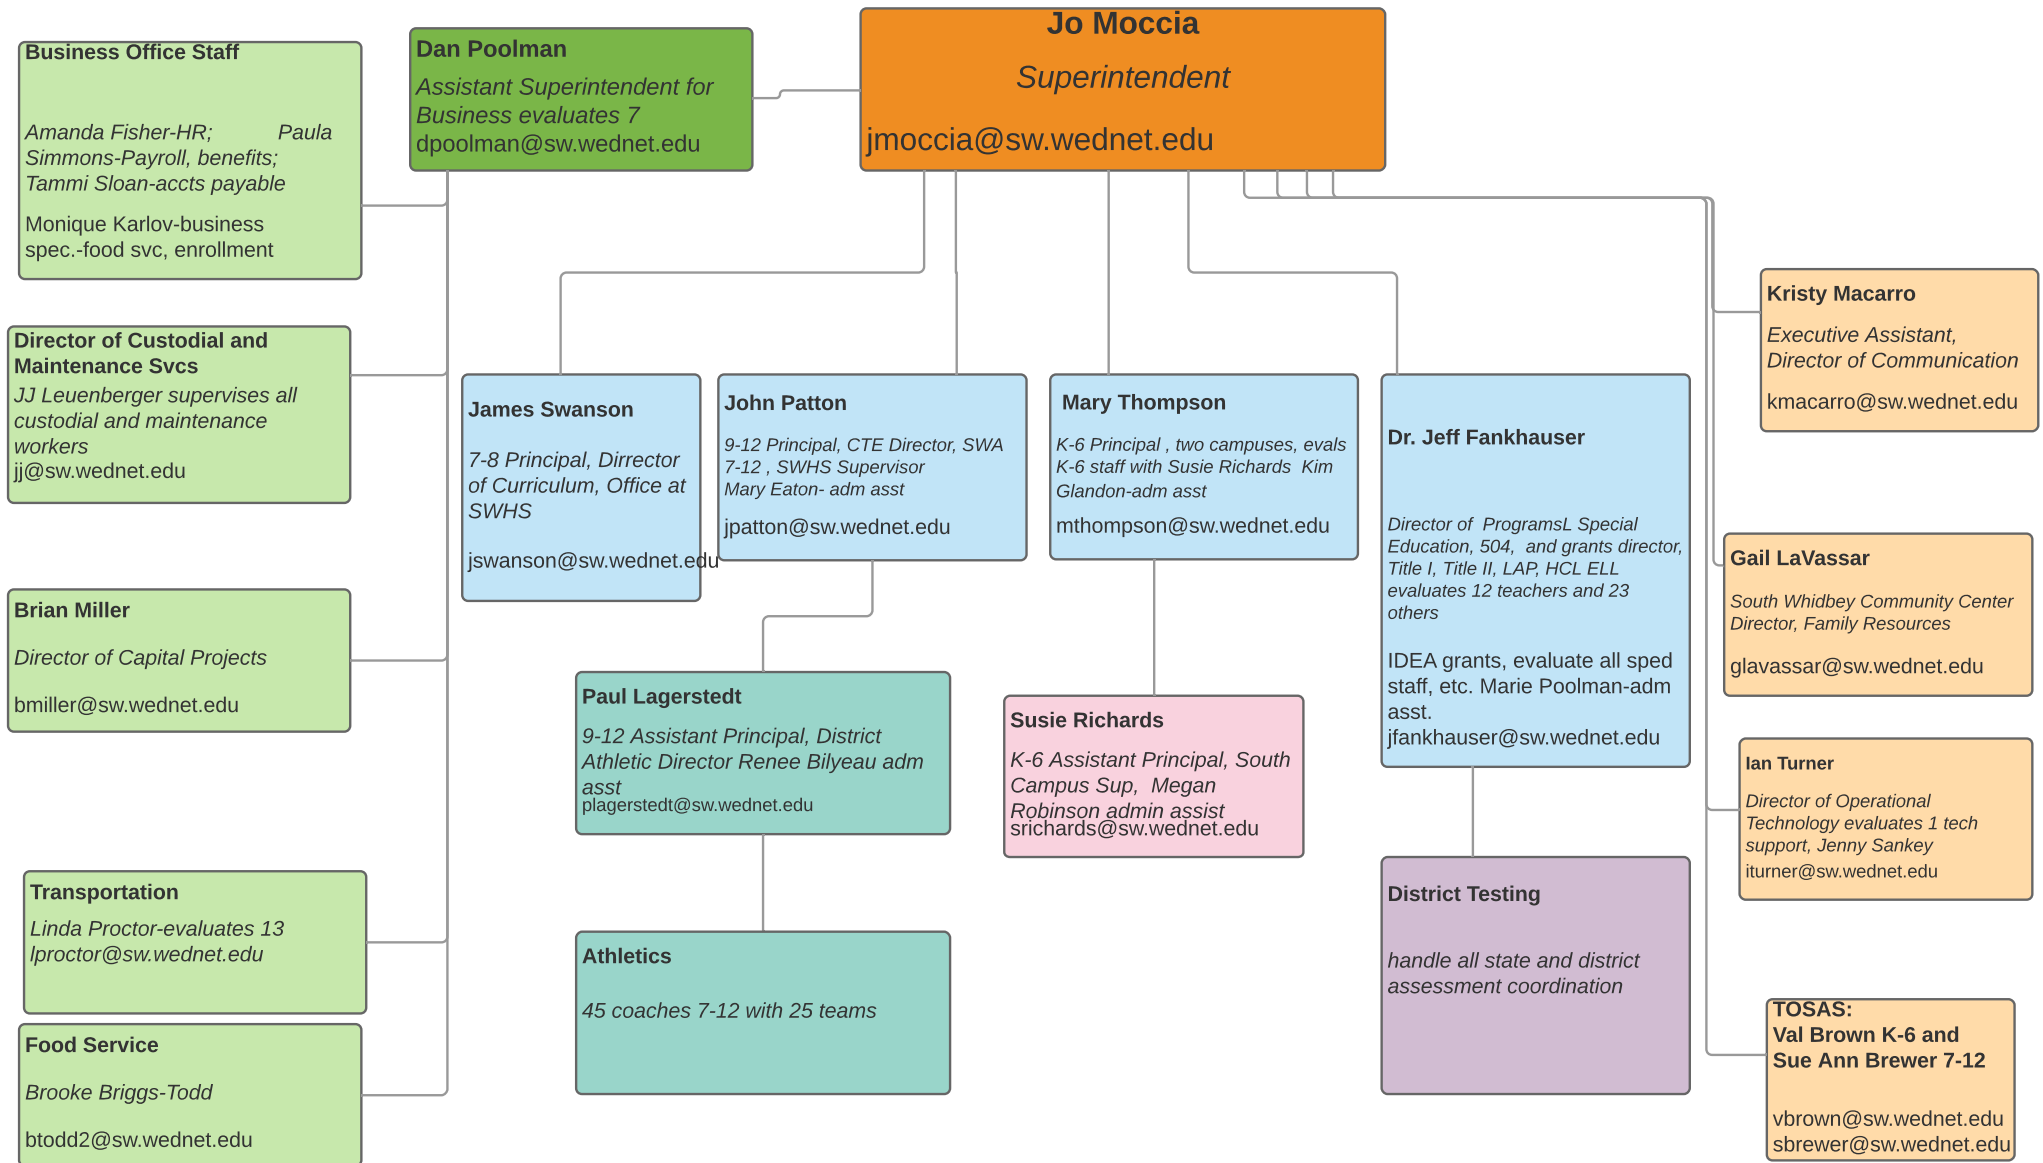 Jo Moccia
Superintendent
jmoccia@sw.wednet.edu
Dan Poolman
Assistant Superintendent for
Business evaluates 7
dpoolman@sw.wednet.edu
Business Office Staff
Amanda Fisher-HR; Paula
Simmons-Payroll, benefits;
Tammi Sloan-accts payable
Monique Karlov-business
spec.-food svc, enrollment
Director of Custodial and
Maintenance Svcs
JJ Leuenberger supervises all
custodial and maintenance
workers
jj@sw.wednet.edu
Brian Miller
Director of Capital Projects
bmiller@sw.wednet.edu
Transportation
Linda Proctor-evaluates 13
lproctor@sw.wednet.edu
Food Service
Brooke Briggs-Todd
btodd2@sw.wednet.edu
James Swanson
7-8 Principal, Dirrector
of Curriculum, Office at
SWHS
jswanson@sw.wednet.edu
John Patton
9-12 Principal, CTE Director, SWA
7-12 , SWHS Supervisor
Mary Eaton- adm asst
jpatton@sw.wednet.edu
Paul Lagerstedt
9-12 Assistant Principal, District
Athletic Director Renee Bilyeau adm
asst
plagerstedt@sw.wednet.edu
Athletics
45 coaches 7-12 with 25 teams
Mary Thompson
K-6 Principal , two campuses, evals
K-6 staff with Susie Richards Kim
Glandon-adm asst
mthompson@sw.wednet.edu
Susie Richards
K-6 Assistant Principal, South
Campus Sup, Megan
Robinson admin assist
srichards@sw.wednet.edu
Dr. Jeff Fankhauser
Director of ProgramsL Special
Education, 504, and grants director,
Title I, Title II, LAP, HCL ELL
evaluates 12 teachers and 23
others
IDEA grants, evaluate all sped
staff, etc. Marie Poolman-adm
asst.
jfankhauser@sw.wednet.edu
District Testing
handle all state and district
assessment coordination
Kristy Macarro
Executive Assistant,
Director of Communication
kmacarro@sw.wednet.edu
Gail LaVassar
South Whidbey Community Center
Director, Family Resources
glavassar@sw.wednet.edu
Ian Turner
Director of Operational
Technology evaluates 1 tech
support, Jenny Sankey
iturner@sw.wednet.edu
TOSAS:
Val Brown K-6 and
Sue Ann Brewer 7-12
vbrown@sw.wednet.edu
sbrewer@sw.wednet.edu